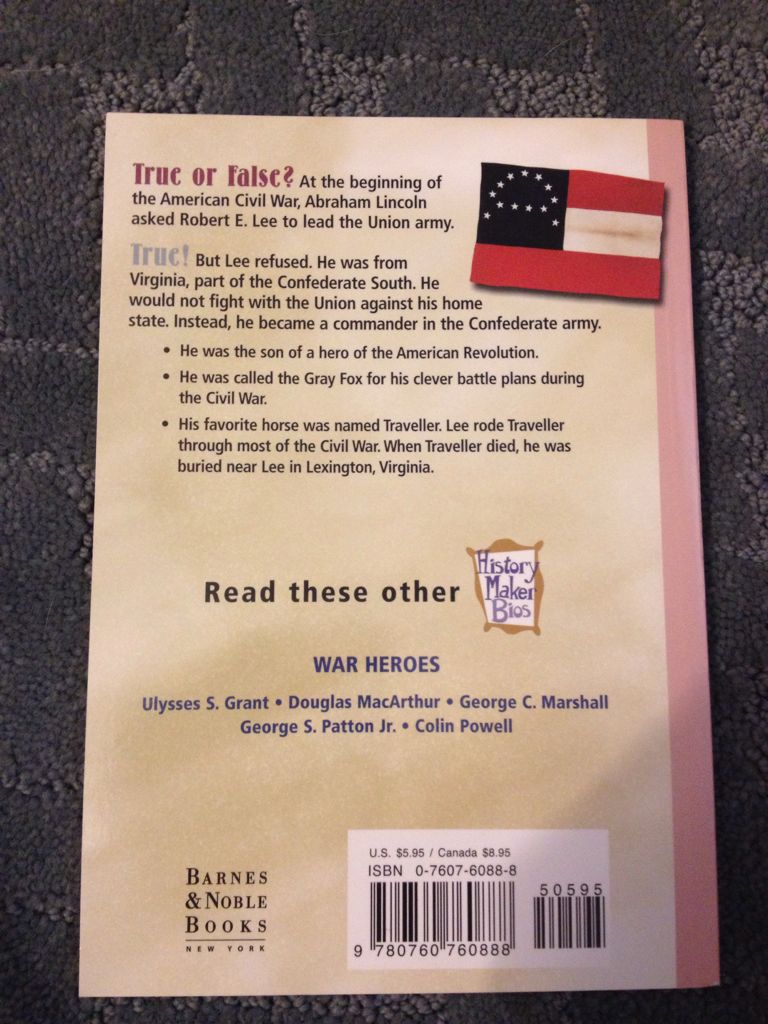 True or False? At the beginning of
the American Civil War, Abraham Lincoln
asked Robert E. Lee to lead the Union army.
True! But Lee refused. He was from
Virginia, part of the Confederate South. He
would not fight with the Union against his home
state. Instead, he became a commander in the Confederate army.
• He was the son of a hero of the American Revolution.
• He was called the Gray Fox for his clever battle plans during
the Civil War.
• His favorite horse was named Traveller. Lee rode Traveller
through most of the Civil War. When Traveller died, he was
buried near Lee in Lexington, Virginia.
Read these other
History
Maker
Bios
WAR HEROES
Ulysses S. Grant • Douglas MacArthur • George C. Marshall
George S. Patton Jr. • Colin Powell
BARNES
& NOBLE
BOOKS
NEW YORK
U.S. $5.95 / Canada $8.95
ISBN 0-7607-6088-8
50595
9 780760 760888